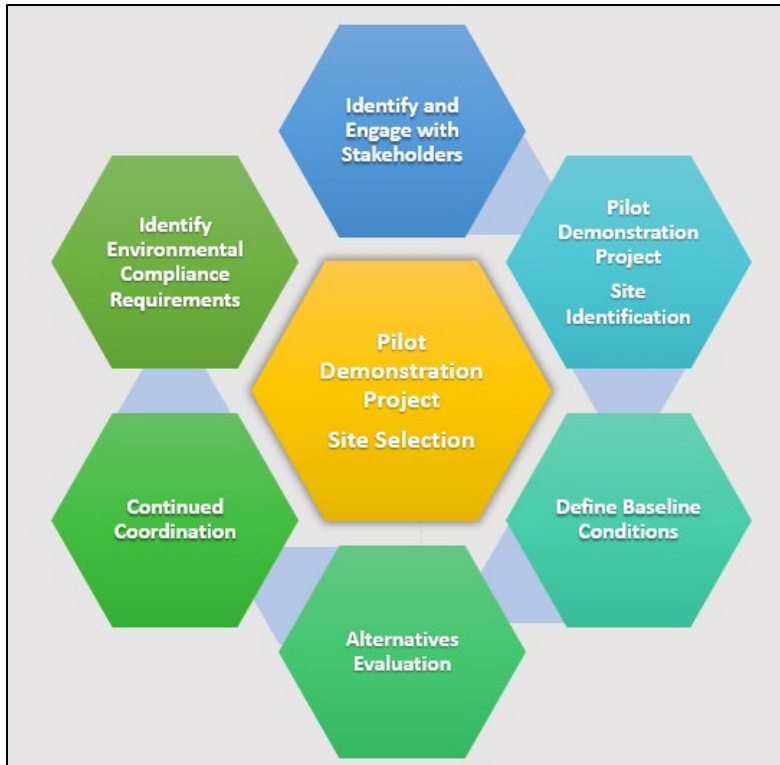 Identify and
Engage with
Stakeholders
Pilot
Demonstration
Project
Site
Identification
Define Baseline
Conditions
Alternatives
Evaluation
Continued
Coordination
Identify
Environmental
Compliance
Requirements
Pilot
Demonstration
Project
Site Selection